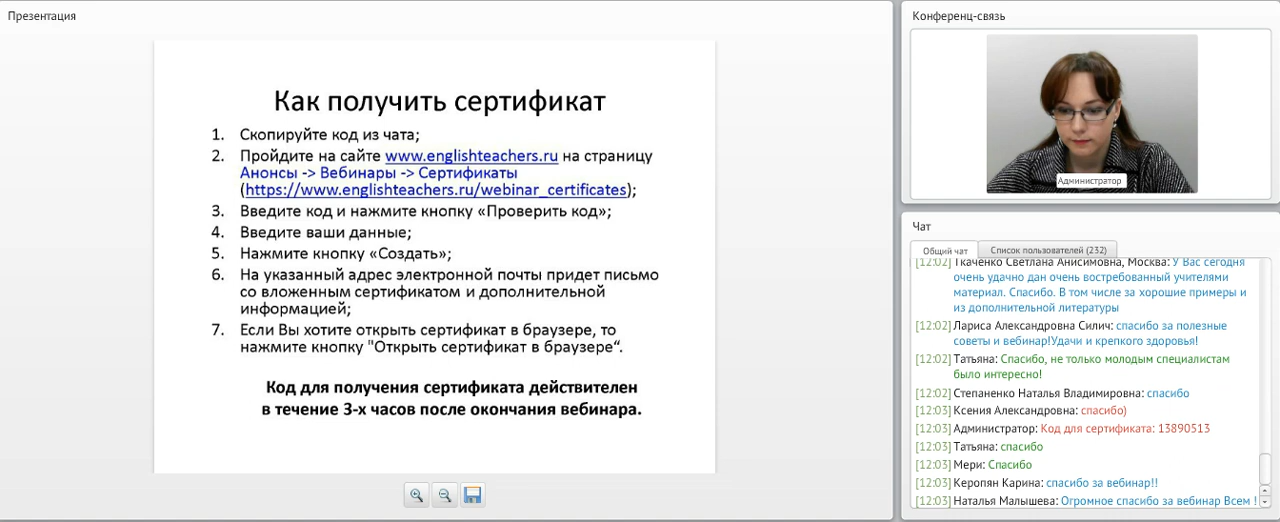 Презентация
Как получить сертификат
1. Скопируйте код из чата;
2. Пройдите на сайте www.englishteachers.ru на страницу
Анонсы -> Вебинары -> Сертификаты
(https://www.englishteachers.ru/webinar_certificates);
3. Введите код и нажмите кнопку «Проверить код»;
4. Введите ваши данные;
5. Нажмите кнопку «Создать»;
6. На указанный адрес электронной почты придет письмо
со вложенным сертификатом и дополнительной
информацией;
7. Если Вы хотите открыть сертификат в браузере, то
нажмите кнопку "Открыть сертификат в браузере“.
Код для получения сертификата действителен
в течение 3-х часов после окончания вебинара.
Конференц-связь
Администратор
Чат
Общий чат
Список пользователей (232)
[12:02] Ткаченко Светлана Анисимовна, Москва: У Вас сегодня
очень удачно дан очень востребованный учителями
материал. Спасибо. В том числе за хорошие примеры и
из дополнительной литературы
[12:02] Лариса Александровна Силич: спасибо за полезные
советы и вебинар!Удачи и крепкого здоровья!
[12:02] Татьяна: Спасибо, не только молодым специалистам
было интересно!
[12:02] Степаненко Наталья Владимировна: спасибо
[12:03] Ксения Александровна: спасибо)
[12:03] Администратор: Код для сертификата: 13890513
[12:03] Татьяна: спасибо
[12:03] Мери: Спасибо
[12:03] Керопян Карина: спасибо за вебинар!!
[12:03] Наталья Малышева: Огромное спасибо за вебинар Всем !